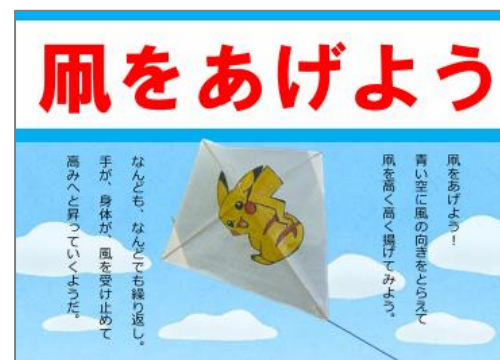 凧をあげよう
凧をあげよう！
青い空に風の向きをとらえて
凧を高く高く揚げてみよう。
なんども、なんどでも繰り返し。
手が、身体が、風を受け止めて
高みへと昇っていくようだ。